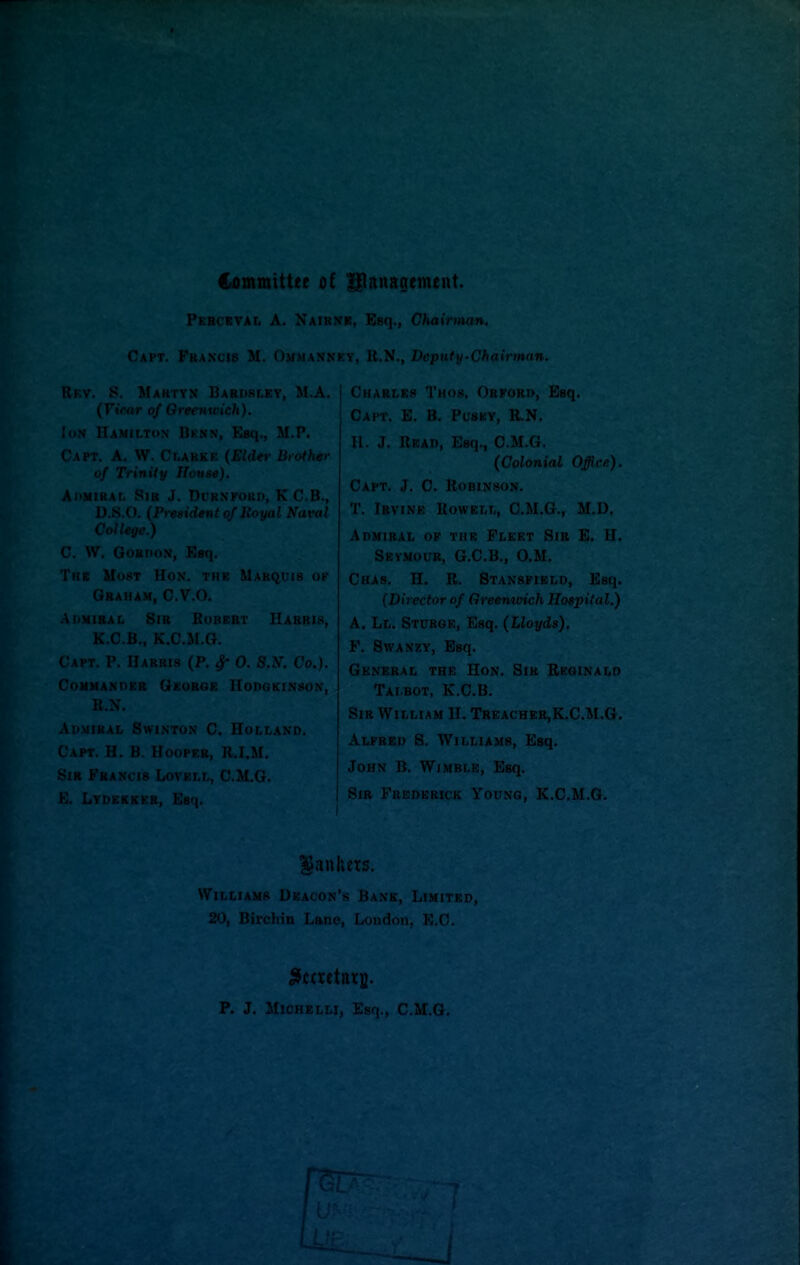 Committee of Management.
PERCEVAL A. NAIRNE, Esq., Chairman.
CAPT. FRANCIS M. OMMANNEY, R.N., Deputy-Chairman.
REV. S. MARTYN BARDSLEY, M.A.
(Vicar of Greenwich).
ION HAMILTON BENN, Esq., M.P.
CAPT. A. W. CLARKE (Elder Brother
of Trinity House).
ADMIRAL SIR J. DURNFORD, K C.B.,
D.S.O. (President of Royal Naval
College.)
C. W. GORDON, Esq.
THE MOST HON. THE MARQUIS OF
GRAHAM, C.V.O.
ADMIRAL SIR ROBERT HARRIS,
K.C.B., K.C.M.G.
CAPT. P. HARRIS (P. & O. S.N. Co.).
COMMANDER GEORGE HODGKINSON,
R.N.
ADMIRAL SWINTON C. HOLLAND.
CAPT. H. B. HOOPER, R.I.M.
SIR FRANCIS LOVELL, C.M.G.
E. LYDEKKER, Esq.
CHARLES THOS. ORFORD, Esq.
CAPT. E. B. PUSEY, R.N.
H. J. READ, Esq., C.M.G.
(Colonial Office).
CAPT. J. C. ROBINSON.
T. IRVINE ROWELL, C.M.G., M.D.
ADMIRAL OF THE FLEET SIR E. H.
SEYMOUR, G.C.B., O.M.
CHAS. H. R. STANSFIELD, Esq.
(Director of Greenwich Hospital.)
A. LL. STURGE, Esq. (Lloyds).
F. SWANZY, Esq.
GENERAL THE HON. SIR REGINALD
TALBOT, K.C.B.
SIR WILLIAM H. TREACHER, K.C.M.G.
ALFRED S. WILLIAMS, Esq.
JOHN B. WIMBLE, Esq.
SIR FREDERICK YOUNG, K.C.M.G.
Bankers.
WILLIAMS DEACON'S BANK, LIMITED,
20, Birchin Lane, London, E.C.
Secretary.
P. J. MICHELLI, Esq., C.M.G.